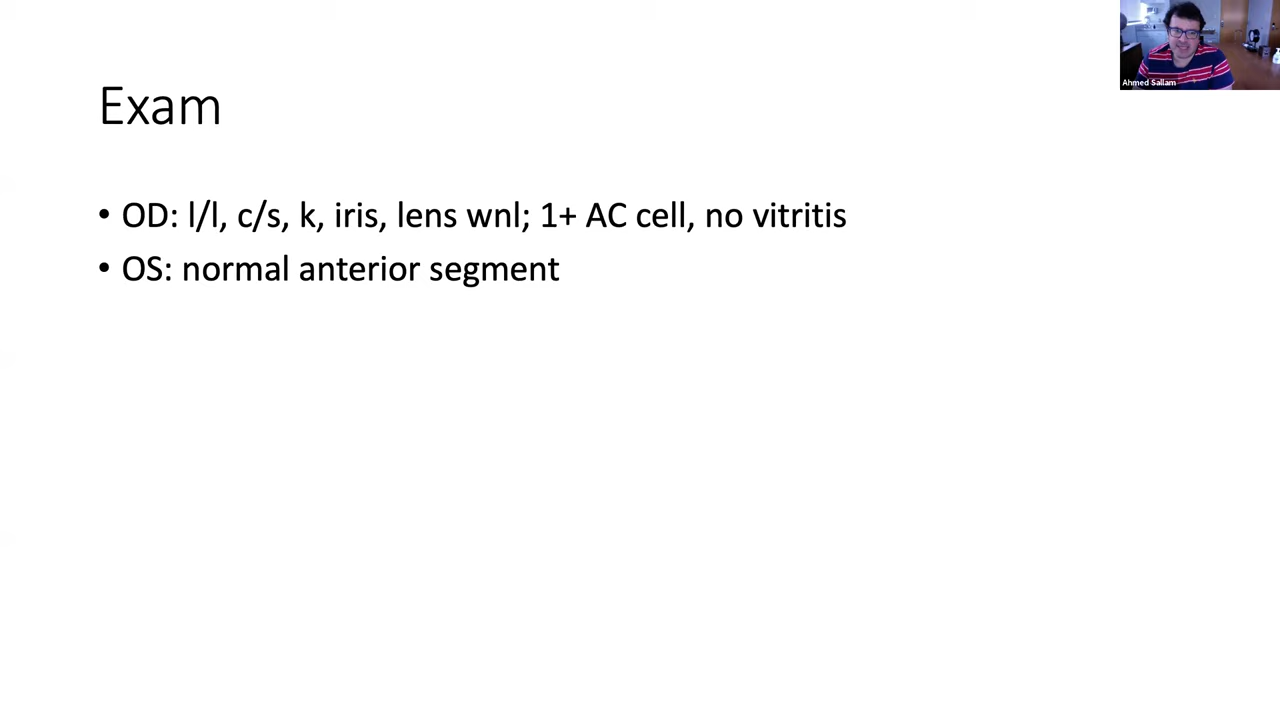 Ahmed Sallam
Exam
• OD: l/l, c/s, k, iris, lens wnl; 1+ AC cell, no vitritis
• OS: normal anterior segment